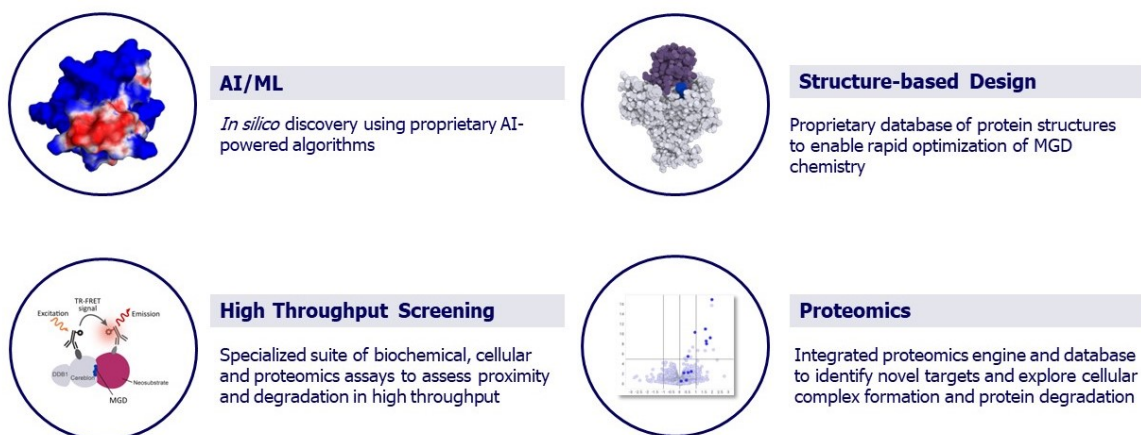 AI/ML
In silico discovery using proprietary AI-
powered algorithms
Structure-based Design
Proprietary database of protein structures
to enable rapid optimization of MGD
chemistry
TR-FRET
signal
Excitation
Emission
DDB1
Cereblon
Neosubstrate
MGD
High Throughput Screening
Specialized suite of biochemical, cellular
and proteomics assays to assess proximity
and degradation in high throughput
Proteomics
Integrated proteomics engine and database
to identify novel targets and explore cellular
complex formation and protein degradation